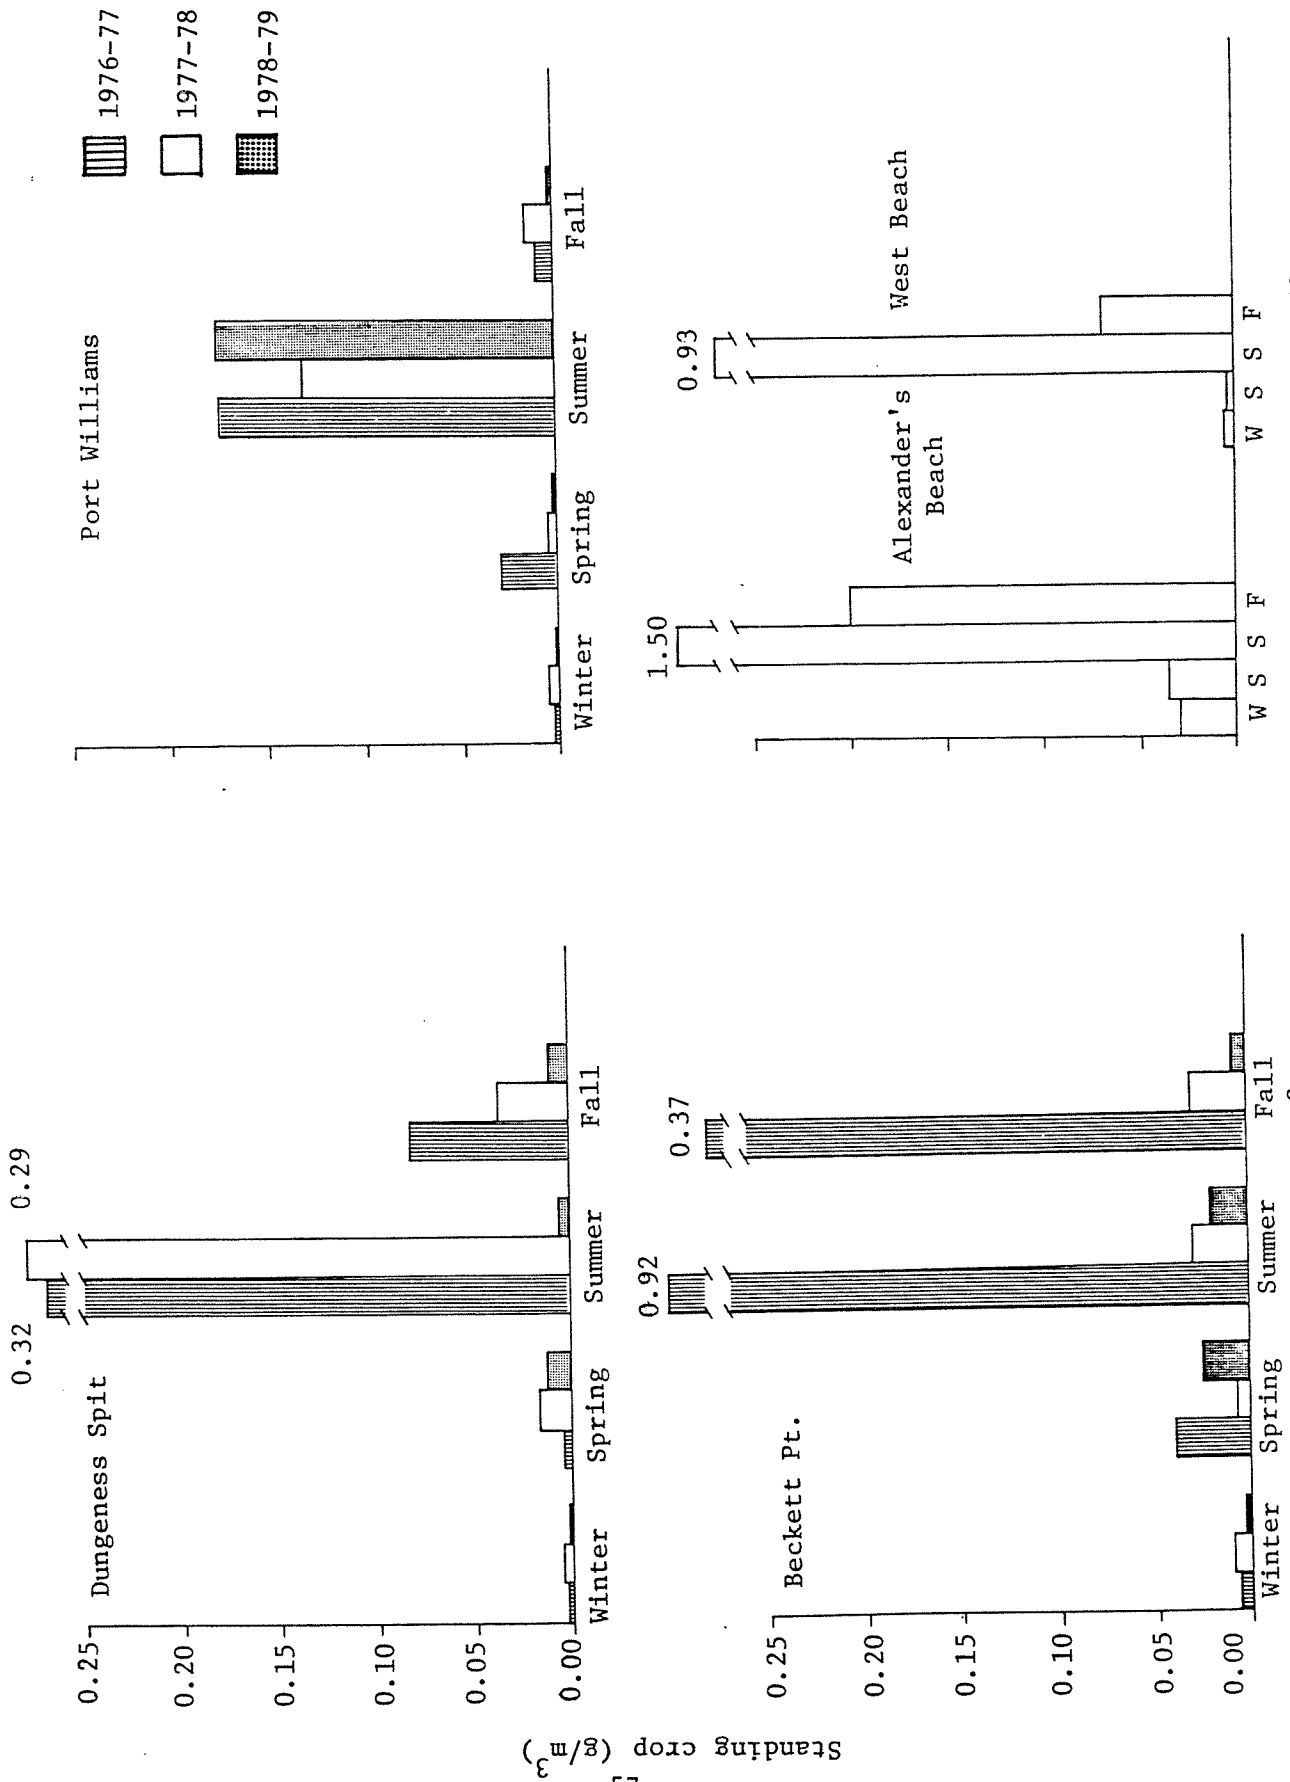 Standing crop (g/m³)
0.32 0.29
Dungeness Spit
0.25
0.20
0.15
0.10
0.05
0.00
Winter Spring Summer Fall
Port Williams
1976-77
1977-78
1978-79
Winter Spring Summer Fall
0.92 0.37
Beckett Pt.
0.25
0.20
0.15
0.10
0.05
0.00
Winter Spring Summer Fall
1.50 0.93
Alexander's
Beach
West Beach
W S S F W S S F